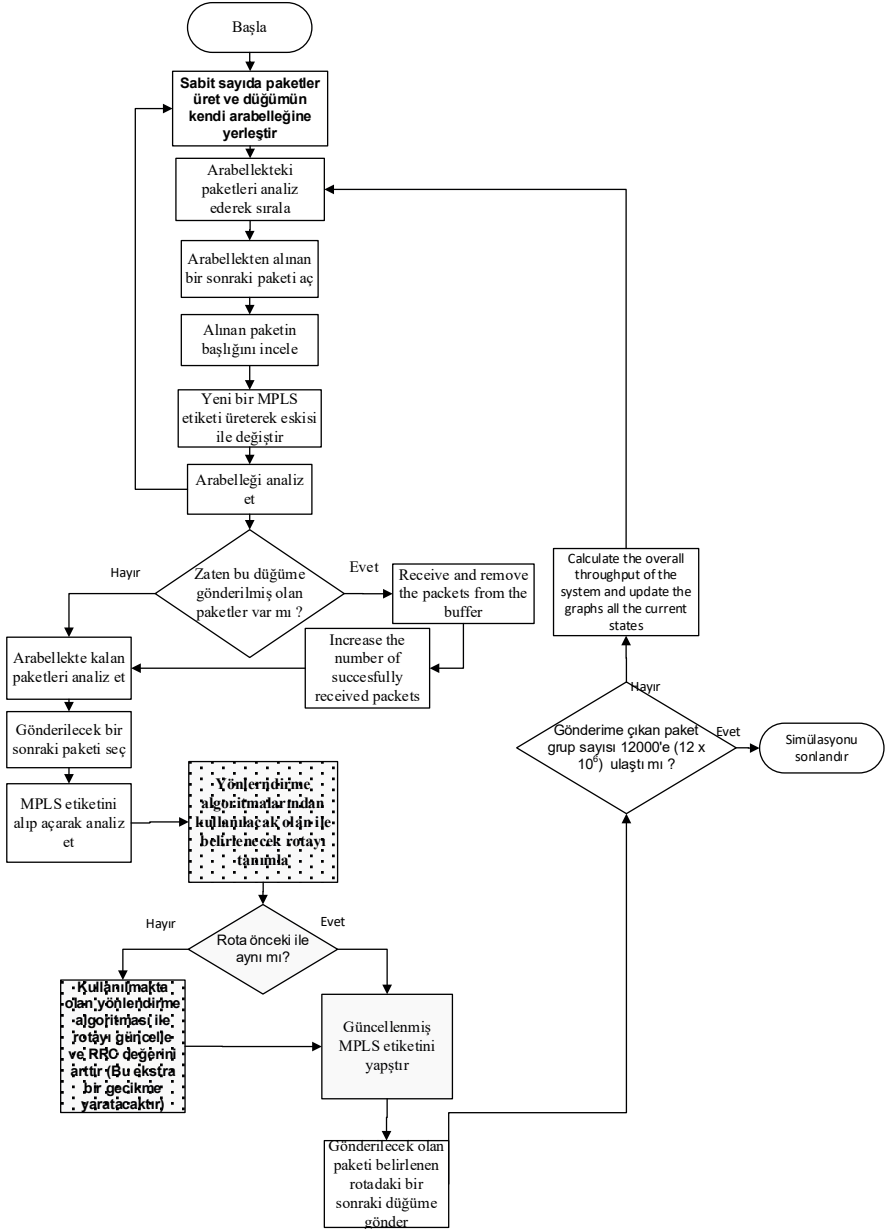 Başla
Sabit sayıda paketler
üret ve düğümün
kendi arabelleğine
yerleştir
Arabellekteki
paketleri analiz
ederek sırala
Arabellekten alınan
bir sonraki paketi aç
Alınan paketin
başlığını incele
Yeni bir MPLS
etiketi üreterek eskisi
ile değiştir
Arabelleği analiz
et
Zaten bu düğüme
gönderilmiş olan
paketler var mı ?
Hayır
Evet
Receive and remove
the packets from the
buffer
Increase the
number of
succesfully
received packets
Arabellekte kalan
paketleri analiz et
Gönderilecek bir
sonraki paketi seç
MPLS etiketini
alıp açarak analiz
et
Yönlerndirme
algoritmalarından
kullanılacak olan ile
belirlenecek rotayı
tanımla
Rota önceki ile
aynı mı?
Hayır
Evet
Kullanılmakta
olan yönlendirme
algoritması ile
rotayı güncelle
ve RRC değerini
arttır (Bu ekstra
bir gecikme
yaratacaktır)
Güncellenmiş
MPLS etiketini
yapştır
Gönderilecek olan
paketi belirlenen
rotadaki bir
sonraki düğüme
gönder
Gönderime çıkan paket
grup sayısı 12000'e (12 x
10⁶) ulaştı mı ?
Hayır
Evet
Calculate the overall
throughput of the
system and update the
graphs all the current
states
Simülasyonu
sonlandır